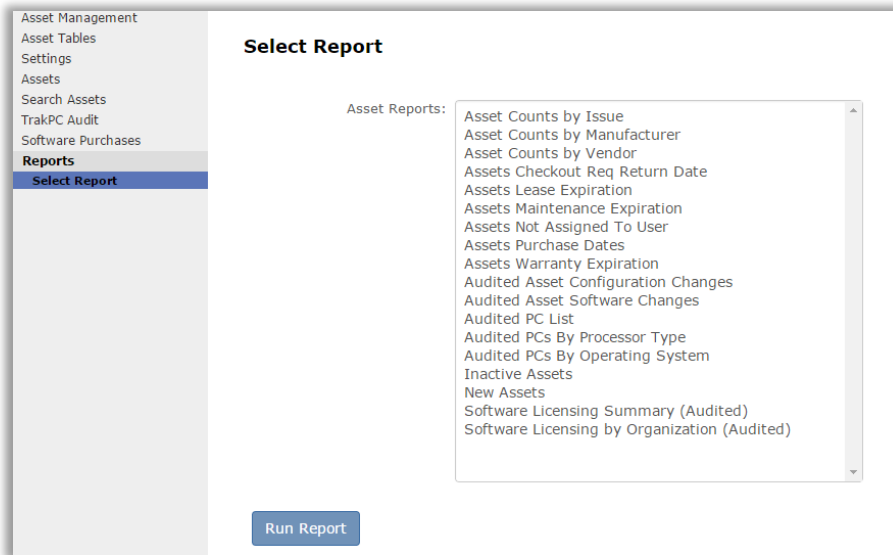 Asset Management
Asset Tables
Settings
Assets
Search Assets
TrakPC Audit
Software Purchases
Reports
Select Report
Select Report
Asset Reports:
Asset Counts by Issue
Asset Counts by Manufacturer
Asset Counts by Vendor
Assets Checkout Req Return Date
Assets Lease Expiration
Assets Maintenance Expiration
Assets Not Assigned To User
Assets Purchase Dates
Assets Warranty Expiration
Audited Asset Configuration Changes
Audited Asset Software Changes
Audited PC List
Audited PCs By Processor Type
Audited PCs By Operating System
Inactive Assets
New Assets
Software Licensing Summary (Audited)
Software Licensing by Organization (Audited)
Run Report